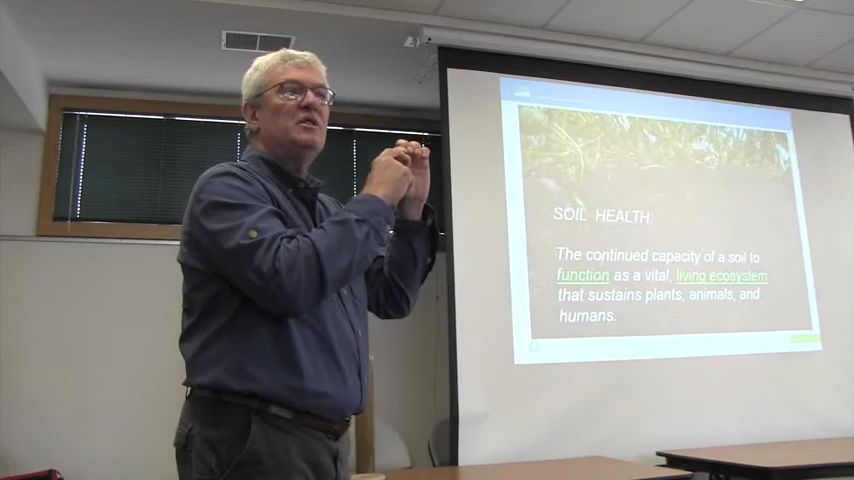 SOIL HEALTH:
The continued capacity of a soil to
function as a vital, living ecosystem
that sustains plants, animals, and
humans.